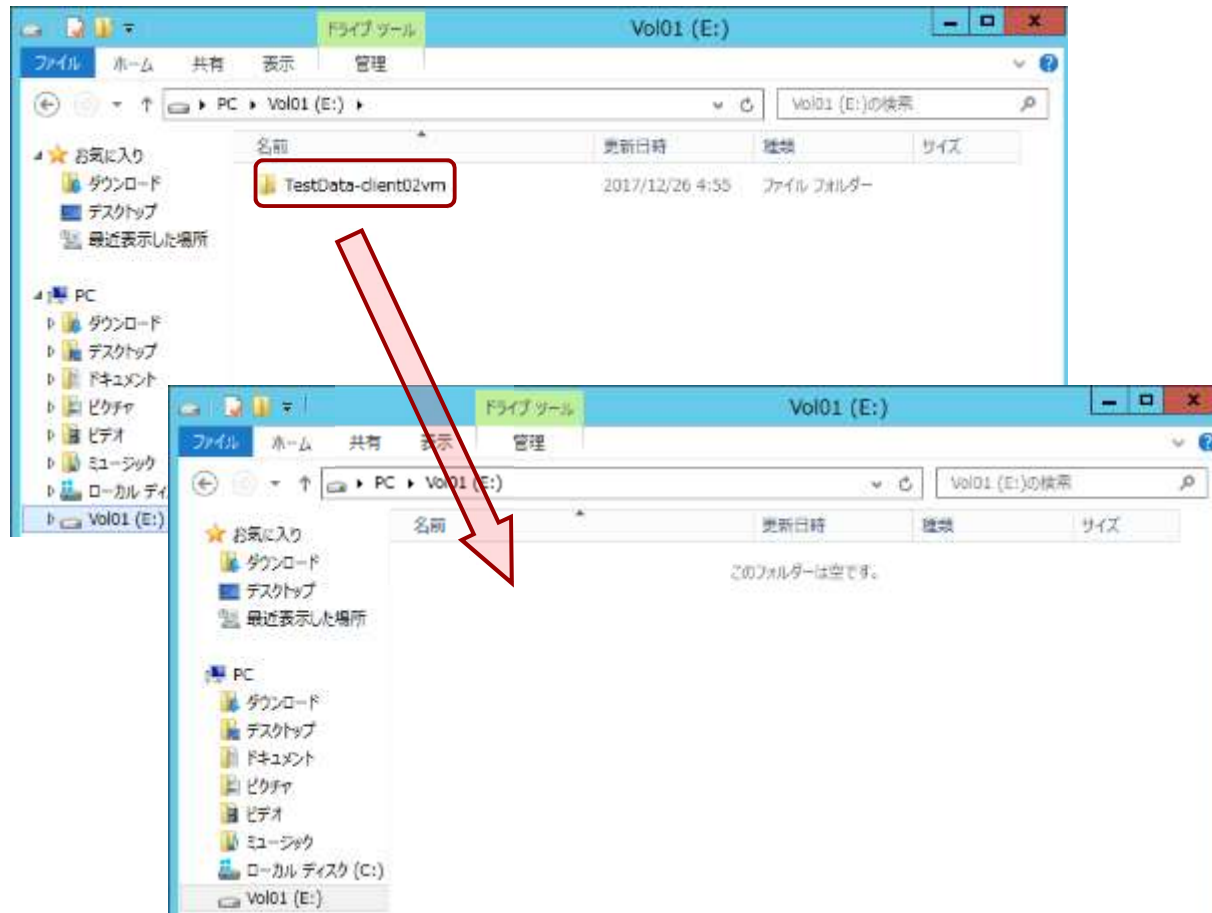 ドライブ ツール
Vol01 (E:)
ファイル ホーム 共有 表示 管理
PC Vol01 (E:)
Vol01 (E:)の検索
名前 更新日時 種類 サイズ
お気に入り
ダウンロード
デスクトップ
最近表示した場所
TestData-client02vm 2017/12/26 4:55 ファイル フォルダー
PC
ダウンロード
デスクトップ
ドキュメント
ピクチャ
ビデオ
ミュージック
ローカル ディ
Vol01 (E:)
ドライブ ツール
Vol01 (E:)
ファイル ホーム 共有 表示 管理
PC Vol01 (E:)
Vol01 (E:)の検索
名前 更新日時 種類 サイズ
このフォルダーは空です。
お気に入り
ダウンロード
デスクトップ
最近表示した場所
PC
ダウンロード
デスクトップ
ドキュメント
ピクチャ
ビデオ
ミュージック
ローカル ディスク (C:)
Vol01 (E:)